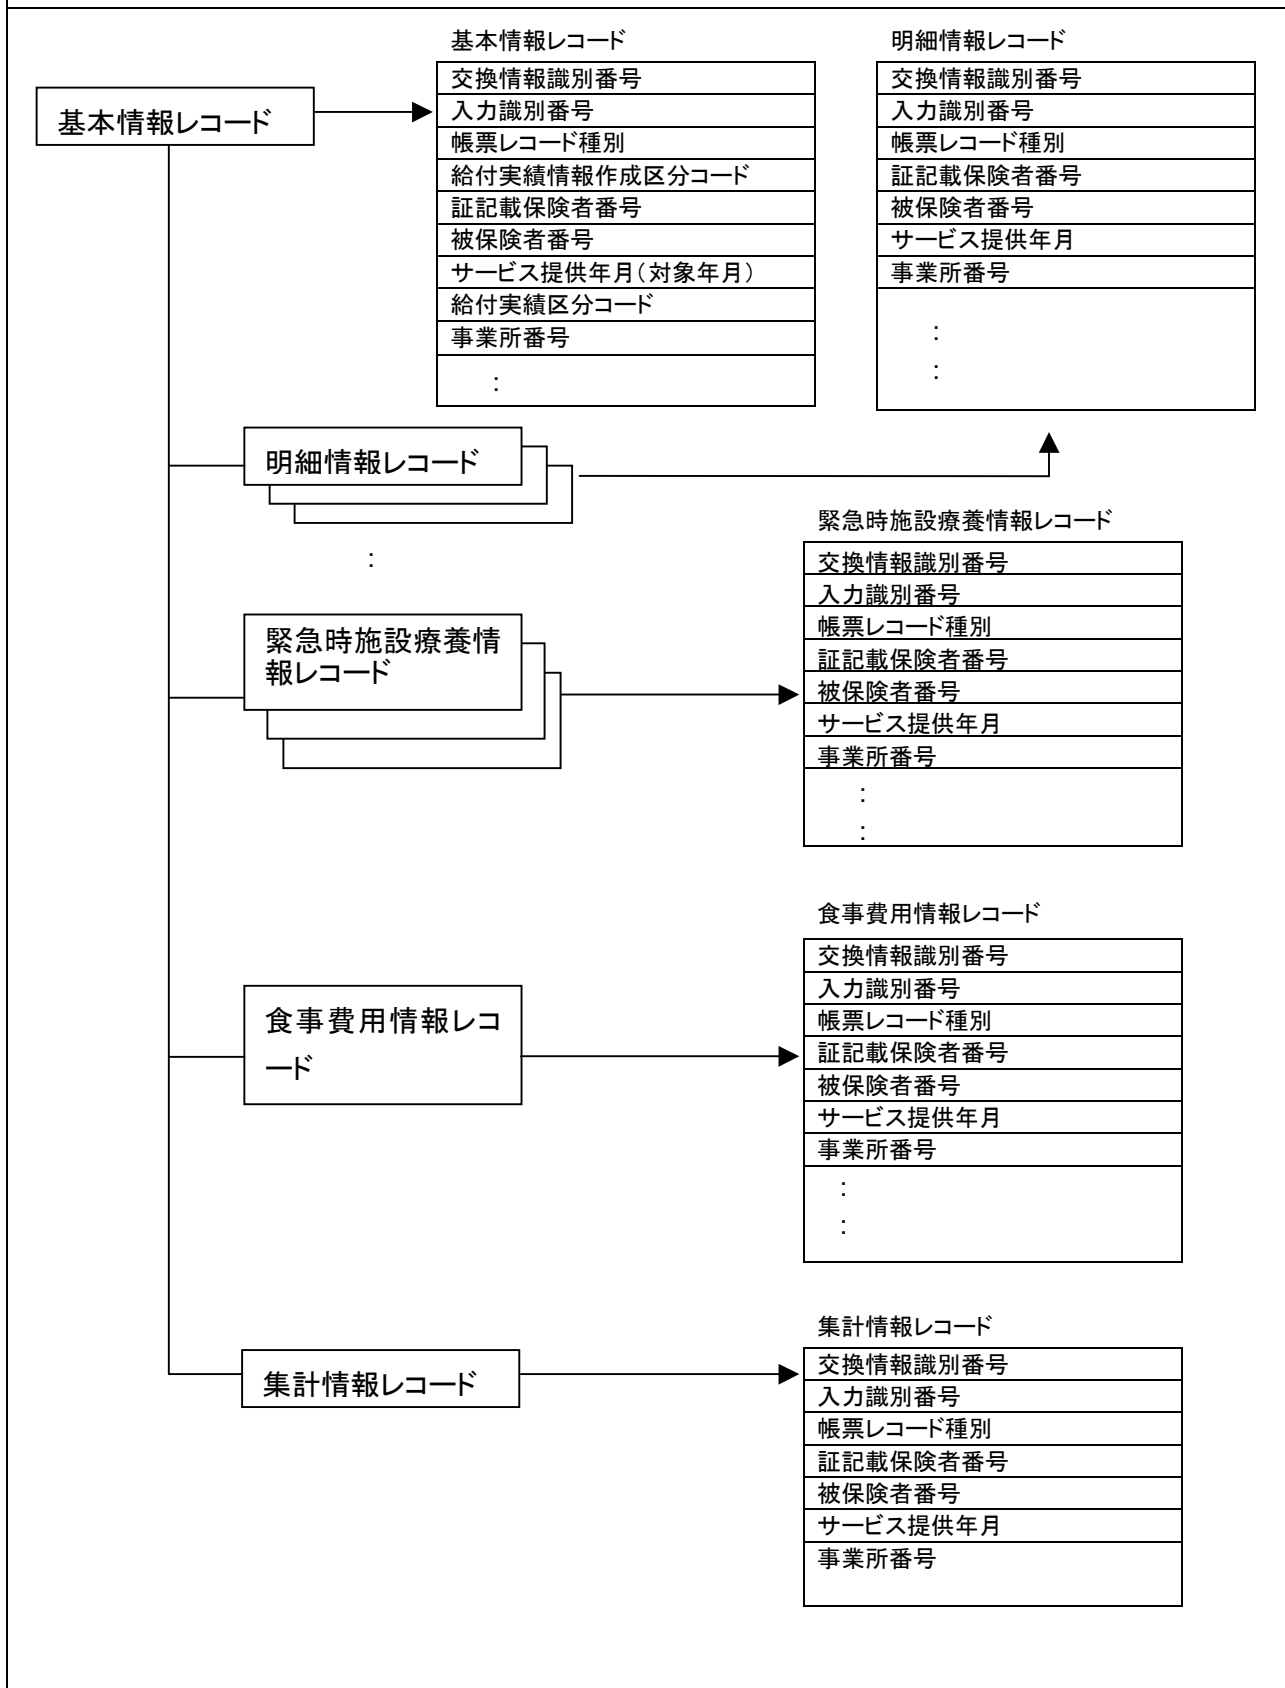 基本情報レコード
基本情報レコード
交換情報識別番号
入力識別番号
帳票レコード種別
給付実績情報作成区分コード
証記載保険者番号
被保険者番号
サービス提供年月(対象年月)
給付実績区分コード
事業所番号
:
明細情報レコード
交換情報識別番号
入力識別番号
帳票レコード種別
証記載保険者番号
被保険者番号
サービス提供年月
事業所番号
:
:
明細情報レコード
:
緊急時施設療養情
報レコード
緊急時施設療養情報レコード
交換情報識別番号
入力識別番号
帳票レコード種別
証記載保険者番号
被保険者番号
サービス提供年月
事業所番号
:
:
食事費用情報レコ
ード
食事費用情報レコード
交換情報識別番号
入力識別番号
帳票レコード種別
証記載保険者番号
被保険者番号
サービス提供年月
事業所番号
:
:
集計情報レコード
集計情報レコード
交換情報識別番号
入力識別番号
帳票レコード種別
証記載保険者番号
被保険者番号
サービス提供年月
事業所番号